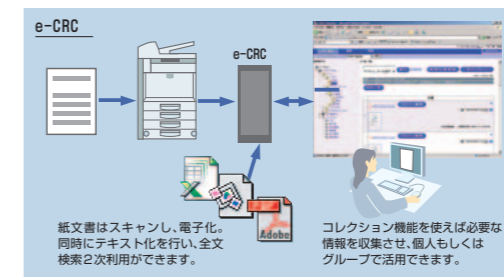 e-CRC
e-CRC
Adobe
紙文書はスキャンし、電子化。
同時にテキスト化を行い、全文
検索2次利用ができます。
コレクション機能を使えば必要な
情報を収集させ、個人もしくは
グループで活用できます。